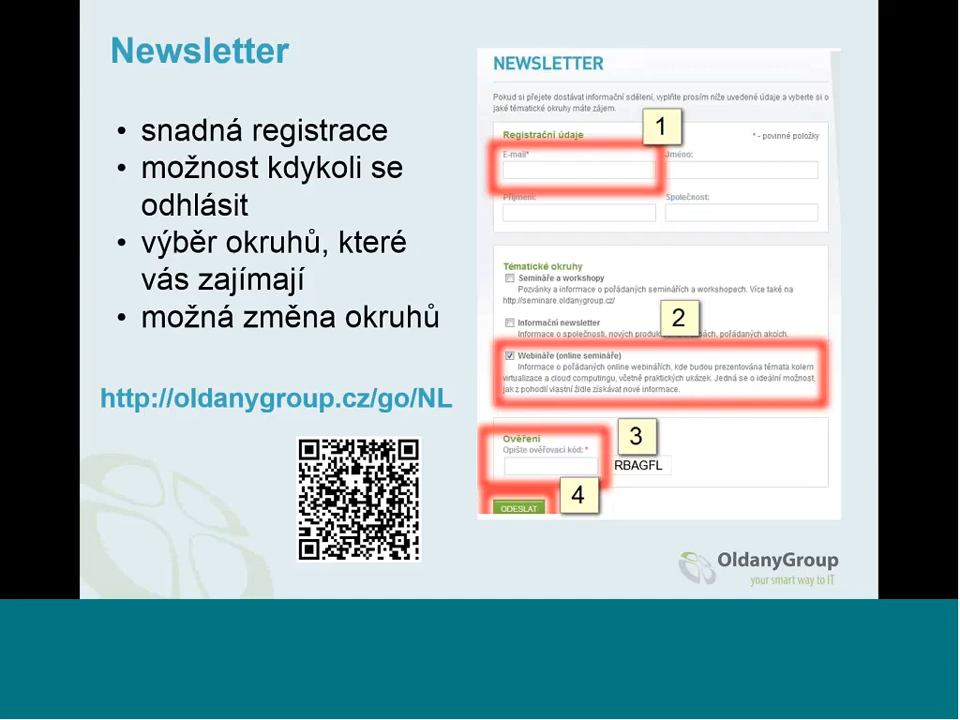 Newsletter
• snadná registrace
• možnost kdykoli se
odhlásit
• výběr okruhů, které
vás zajímají
• možná změna okruhů
http://oldanygroup.cz/go/NL
NEWSLETTER
Pokud si přejete dostávat informační sdělení, vyplňte prosím níže uvedené údaje a vyberte si o
jaké tématické okruhy máte zájem.
1
Registrační údaje
* - povinné položky
E-mail*
Jméno:
Příjmení:
Společnost:
Tématické okruhy
Semináře a workshopy
Pozvánky a informace o pořádaných seminářích a workshopech. Více také na
http://seminare.oldanygroup.cz/
2
Informační newsletter
Informace o společnosti, nových pořádaných akcích.
Webináře (online semináře)
Informace o pořádaných online webinářích, kde budou prezentována témata kolem
virtualizace a cloud computingu, včetně praktických ukázek. Jedná se o ideální možnost,
jak z pohodlí vlastní židle získávat nové informace.
3
Ověření
Opište ověřovací kód: *
RBAGFL
4
ODESLAT
OldanyGroup
your smart way to IT